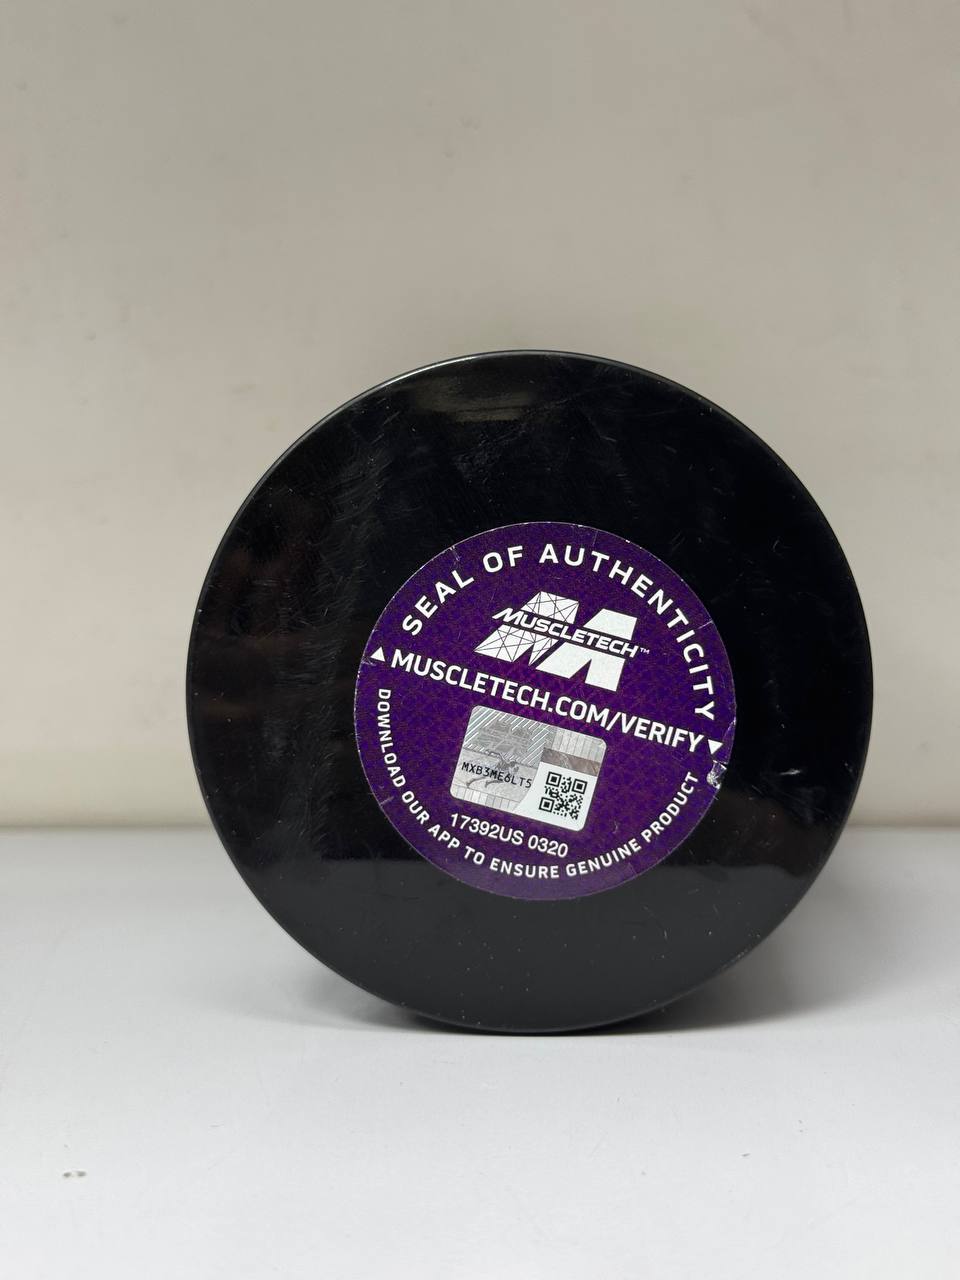 SEAL OF AUTHENTICITY
MUSCLETECH™
▲MUSCLETECH.COM/VERIFY▼
MXB3ME6LT5
17392US 0320
DOWNLOAD OUR APP TO ENSURE GENUINE PRODUCT